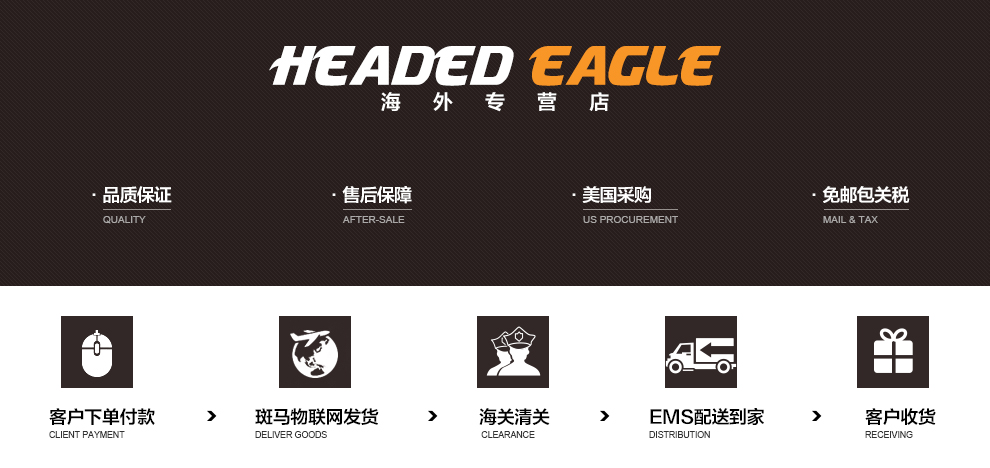 HEADED EAGLE
海外专营店
· 品质保证 · 售后保障 · 美国采购 · 免邮包关税
QUALITY AFTER-SALE US PROCUREMENT MAIL & TAX
客户下单付款 > 斑马物联网发货 > 海关清关 > EMS配送到家 > 客户收货
CLIENT PAYMENT DELIVER GOODS CLEARANCE DISTRIBUTION RECEIVING